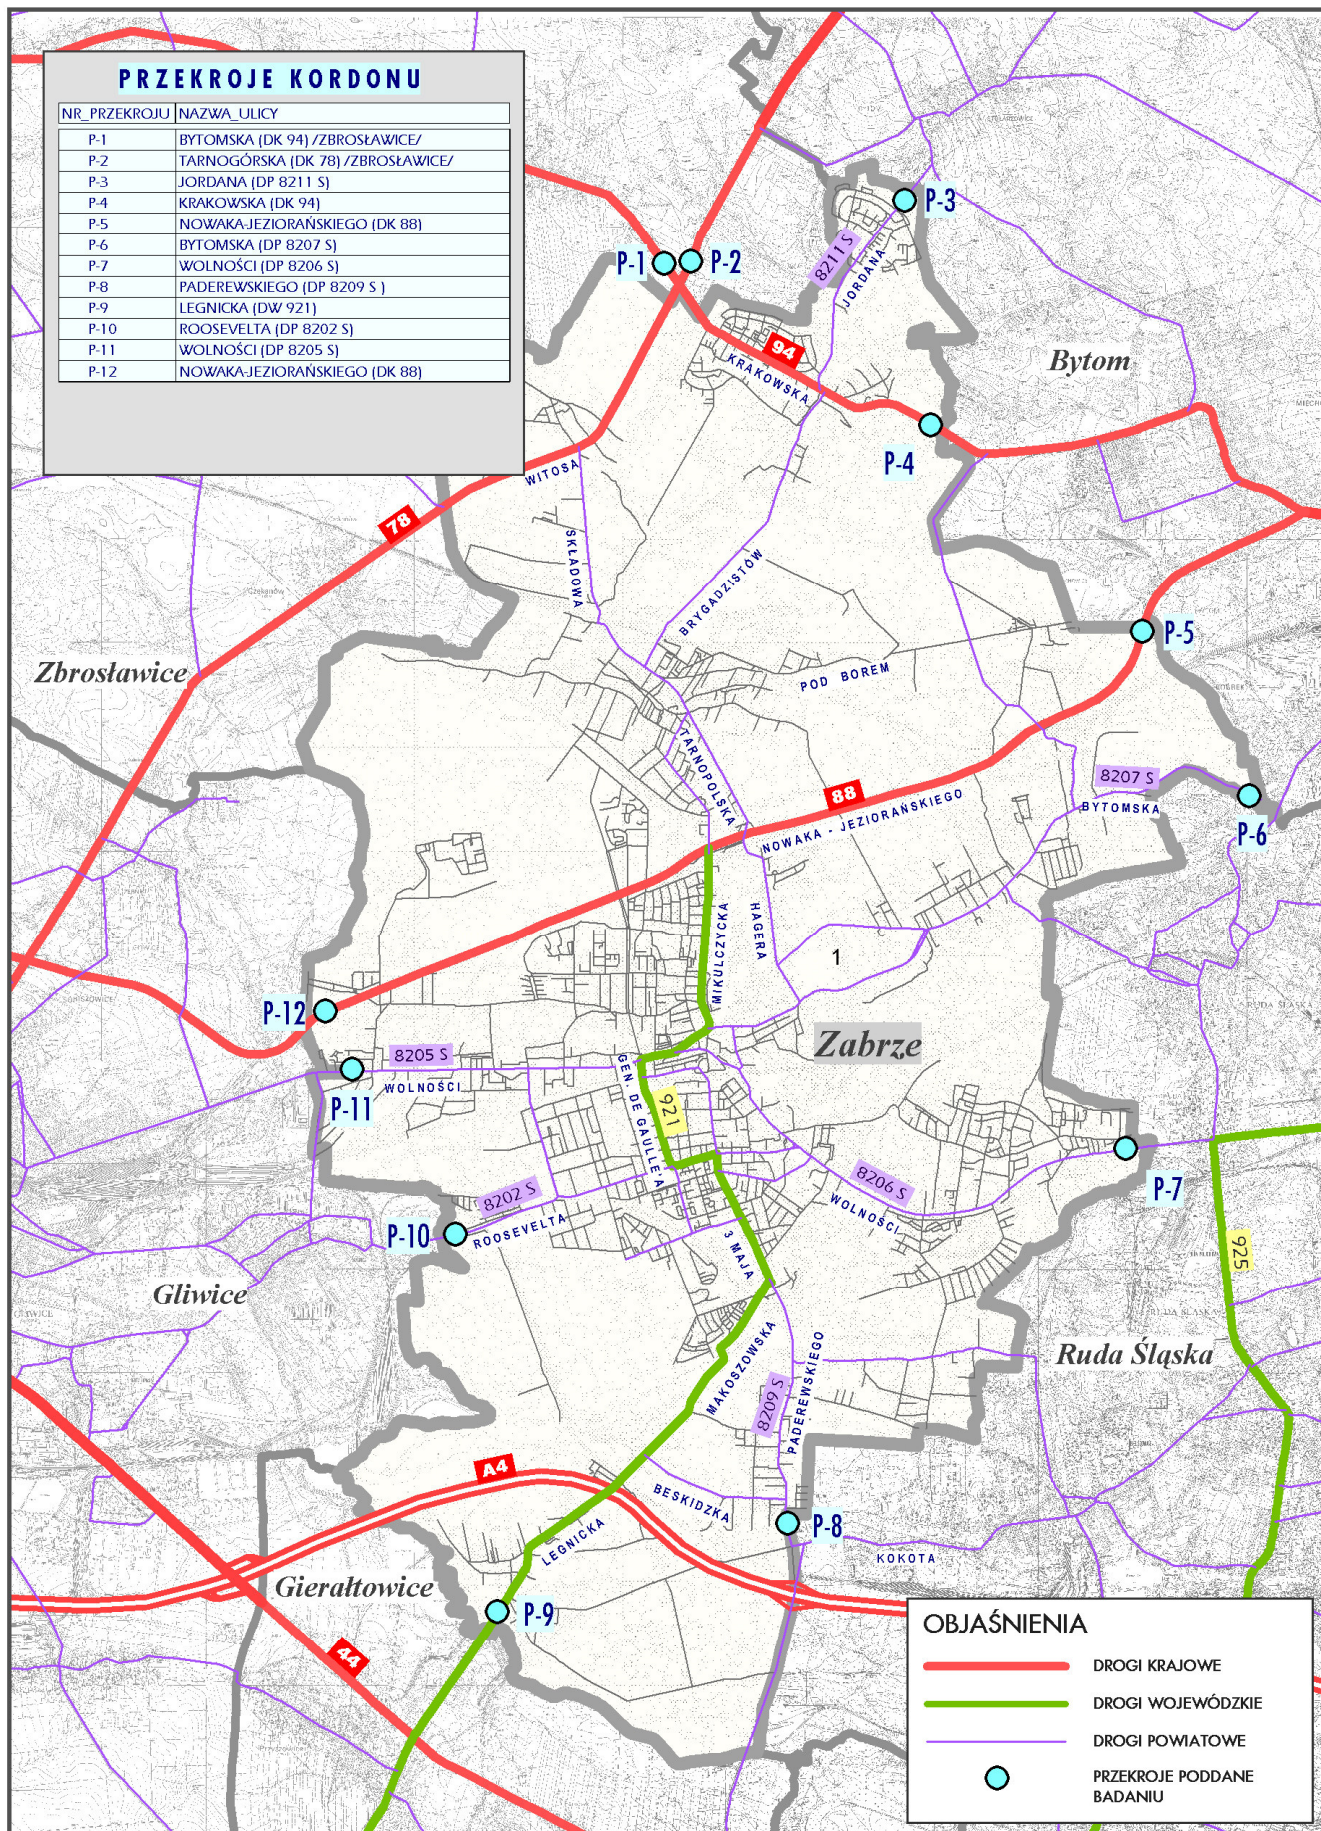 PRZEKROJE KORDONU
NR_PRZEKROJU NAZWA_ULICY
P-1 BYTOMSKA (DK 94) /ZBROSŁAWICE/
P-2 TARNOGÓRSKA (DK 78) /ZBROSŁAWICE/
P-3 JORDANA (DP 8211 S)
P-4 KRAKOWSKA (DK 94)
P-5 NOWAKA-JEZIORAŃSKIEGO (DK 88)
P-6 BYTOMSKA (DP 8207 S)
P-7 WOLNOŚCI (DP 8206 S)
P-8 PADEREWSKIEGO (DP 8209 S )
P-9 LEGNICKA (DW 921)
P-10 ROOSEVELTA (DP 8202 S)
P-11 WOLNOŚCI (DP 8205 S)
P-12 NOWAKA-JEZIORAŃSKIEGO (DK 88)
P-3
P-1
P-2
8211 S
JORDANA
94
KRAKOWSKA
Bytom
P-4
WITOSA
78
SKŁADOWA
BRYGADZISTÓW
P-5
Zbrosławice
POD BOREM
TARNOPOLSKA
8207 S
88
BYTOMSKA
NOWAKA - JEZIORAŃSKIEGO
P-6
MIKULCZYCKA
HAGERA
1
P-12
Zabrze
RUDA ŚLĄSKA
8205 S
WOLNOŚCI
GEN. DE GAULLE'A
921
P-11
8206 S
WOLNOŚCI
P-7
8202 S
ROOSEVELTA
P-10
3 MAJA
925
Gliwice
MAKOSZOWSKA
PADEREWSKIEGO
8209 S
Ruda Śląska
A4
BESKIDZKA
LEGNICKA
P-8
KOKOTA
Gierałtowice
P-9
44
OBJAŚNIENIA
DROGI KRAJOWE
DROGI WOJEWÓDZKIE
DROGI POWIATOWE
PRZEKROJE PODDANE
BADANIU